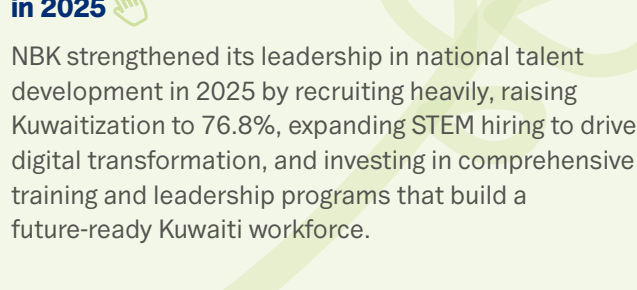 in 2025
NBK strengthened its leadership in national talent
development in 2025 by recruiting heavily, raising
Kuwaitization to 76.8%, expanding STEM hiring to drive
digital transformation, and investing in comprehensive
training and leadership programs that build a
future-ready Kuwaiti workforce.